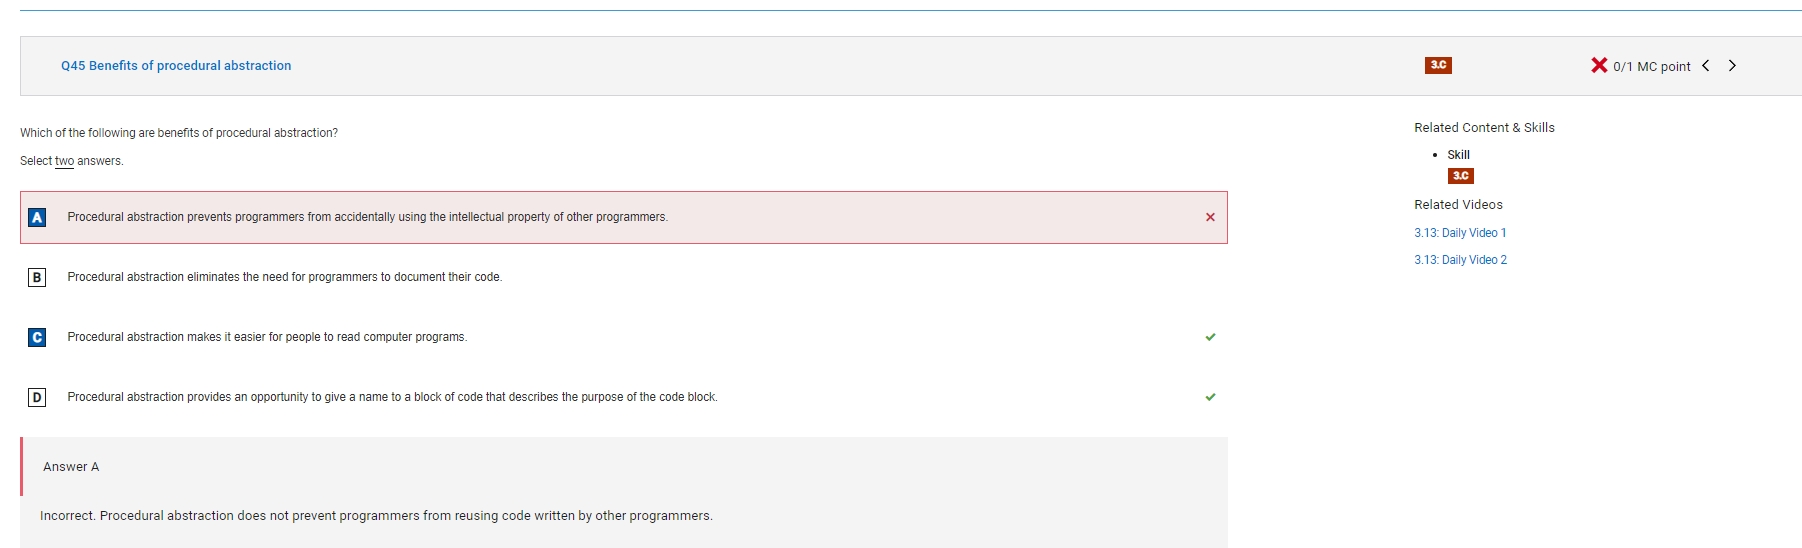 Q45 Benefits of procedural abstraction
3.C
0/1 MC point
Which of the following are benefits of procedural abstraction?
Select two answers.
A Procedural abstraction prevents programmers from accidentally using the intellectual property of other programmers.
B Procedural abstraction eliminates the need for programmers to document their code.
C Procedural abstraction makes it easier for people to read computer programs.
D Procedural abstraction provides an opportunity to give a name to a block of code that describes the purpose of the code block.
Answer A
Incorrect. Procedural abstraction does not prevent programmers from reusing code written by other programmers.
Related Content & Skills
• Skill
3.C
Related Videos
3.13: Daily Video 1
3.13: Daily Video 2